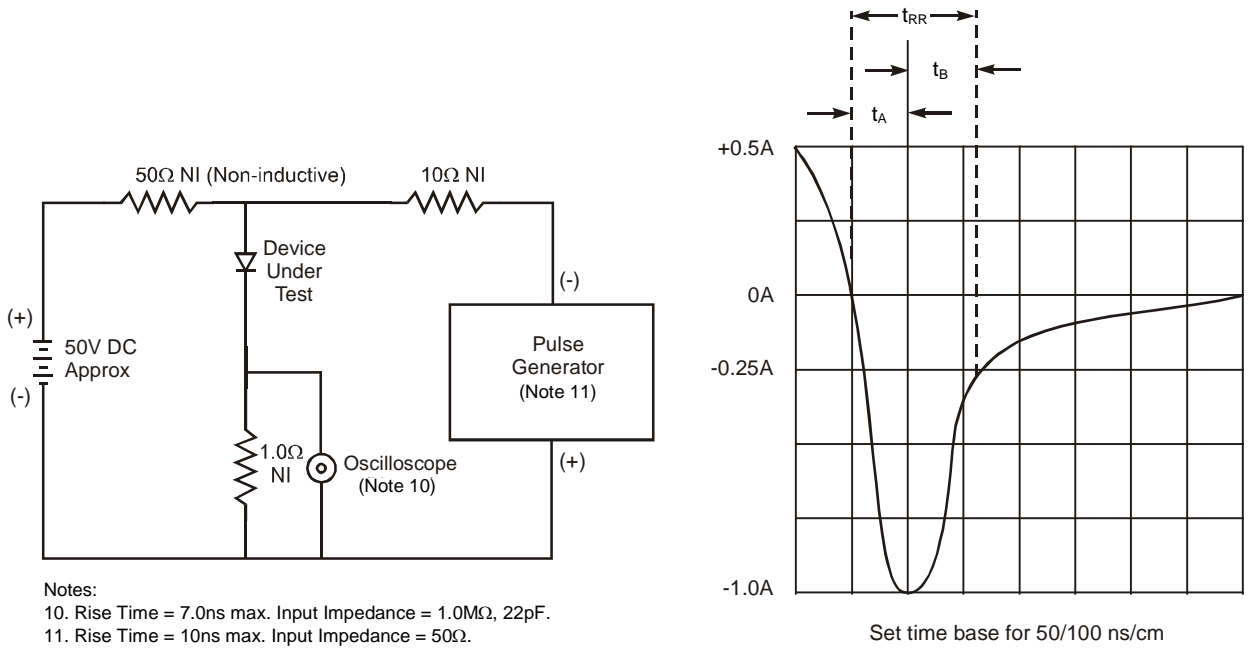 50Ω NI (Non-inductive)
10Ω NI
Device
Under
Test
(+)
50V DC
Approx
(-)
(-)
Pulse
Generator
(Note 11)
(+)
1.0Ω
NI
Oscilloscope
(Note 10)
Notes:
10. Rise Time = 7.0ns max. Input Impedance = 1.0MΩ, 22pF.
11. Rise Time = 10ns max. Input Impedance = 50Ω.
tRR
tB
tA
+0.5A
0A
-0.25A
-1.0A
Set time base for 50/100 ns/cm